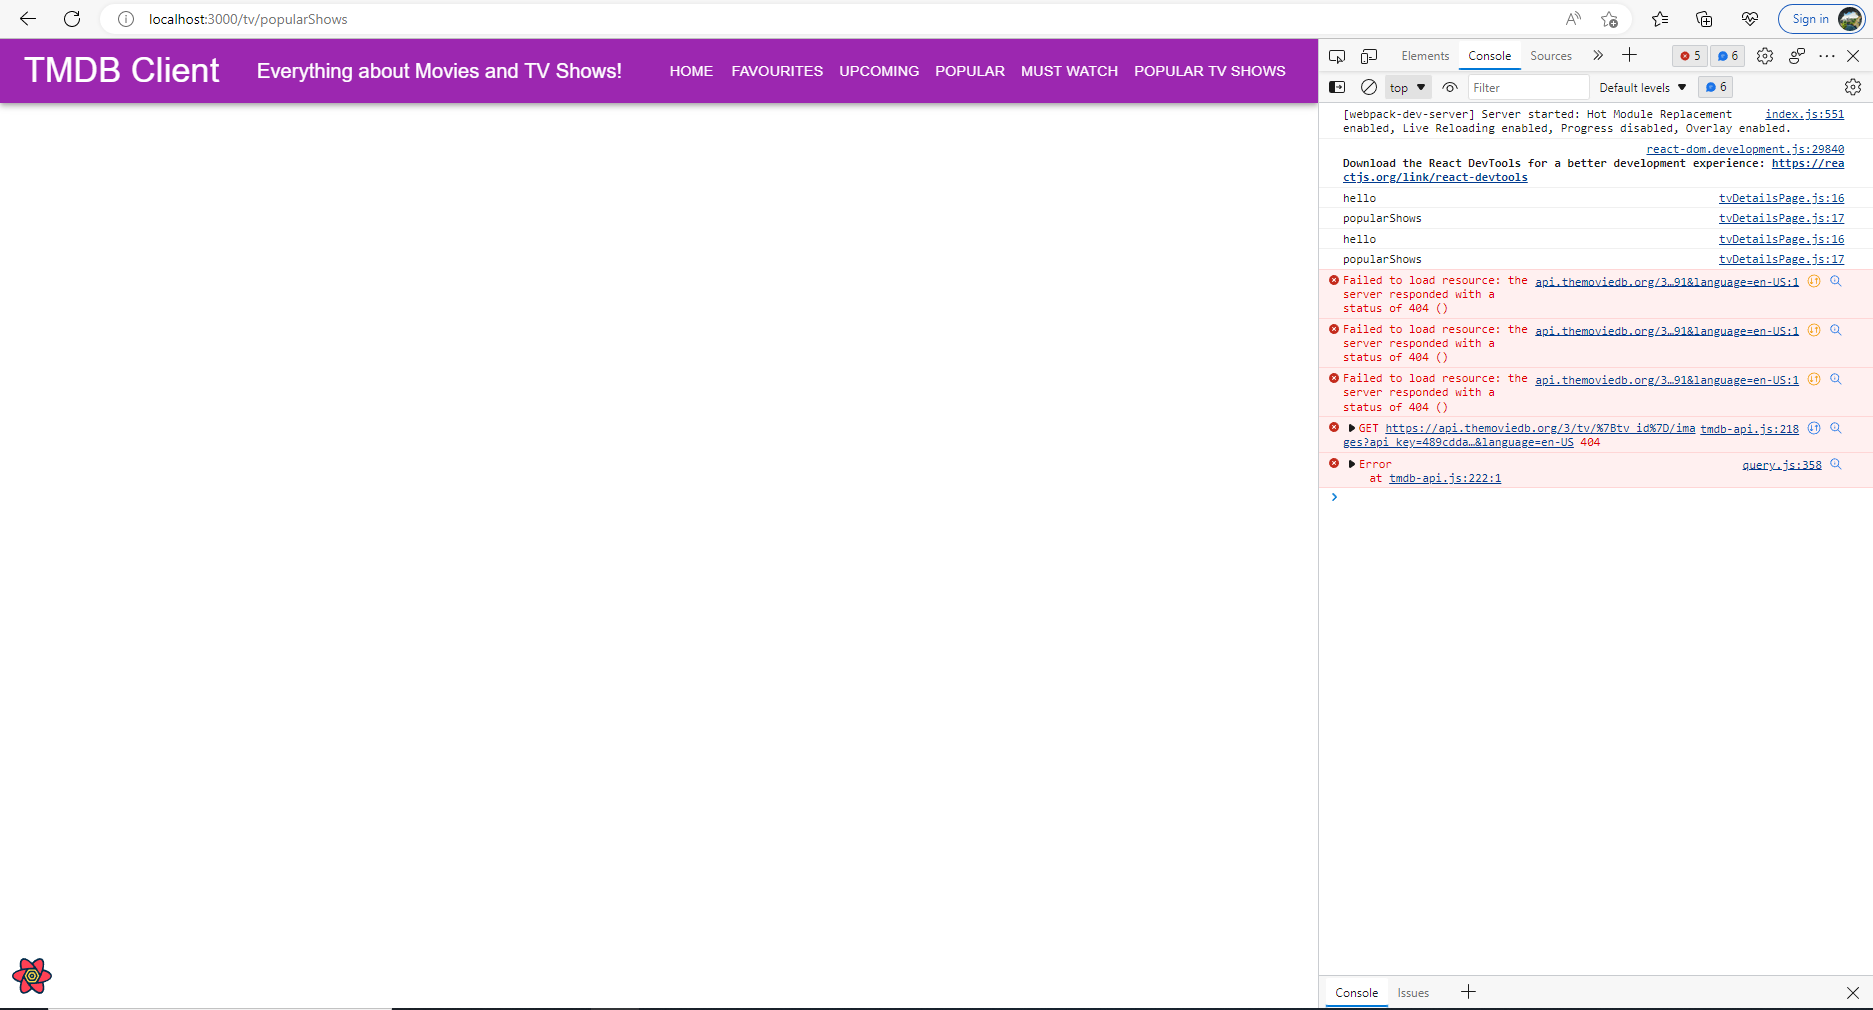 localhost:3000/tv/popularShows
Sign in
TMDB Client
Everything about Movies and TV Shows!
HOME
FAVOURITES
UPCOMING
POPULAR
MUST WATCH
POPULAR TV SHOWS
Elements
Console
Sources
5
6
top
Filter
Default levels
6
[webpack-dev-server] Server started: Hot Module Replacement index.js:551
enabled, Live Reloading enabled, Progress disabled, Overlay enabled.
react-dom.development.js:29840
Download the React DevTools for a better development experience: https://rea
ctjs.org/link/react-devtools
hello tvDetailsPage.js:16
popularShows tvDetailsPage.js:17
hello tvDetailsPage.js:16
popularShows tvDetailsPage.js:17
Failed to load resource: the api.themoviedb.org/3…91&language=en-US:1
server responded with a
status of 404 ()
Failed to load resource: the api.themoviedb.org/3…91&language=en-US:1
server responded with a
status of 404 ()
Failed to load resource: the api.themoviedb.org/3…91&language=en-US:1
server responded with a
status of 404 ()
GET https://api.themoviedb.org/3/tv/%7Btv_id%7D/ima tmdb-api.js:218
ges?api_key=489cdda…&language=en-US 404
Error query.js:358
at tmdb-api.js:222:1
Console
Issues